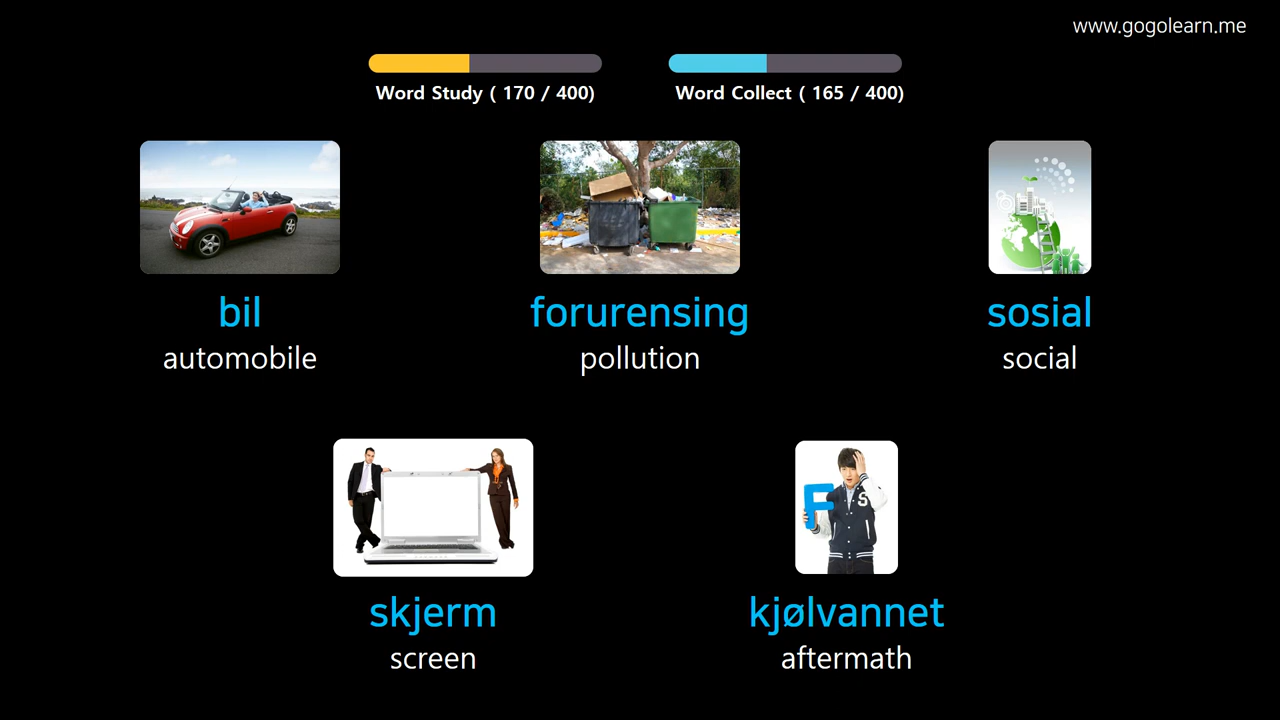 www.gogolearn.me
Word Study ( 170 / 400)
Word Collect ( 165 / 400)
bil
automobile
forurensing
pollution
sosial
social
F
S
skjerm
screen
kjølvannet
aftermath